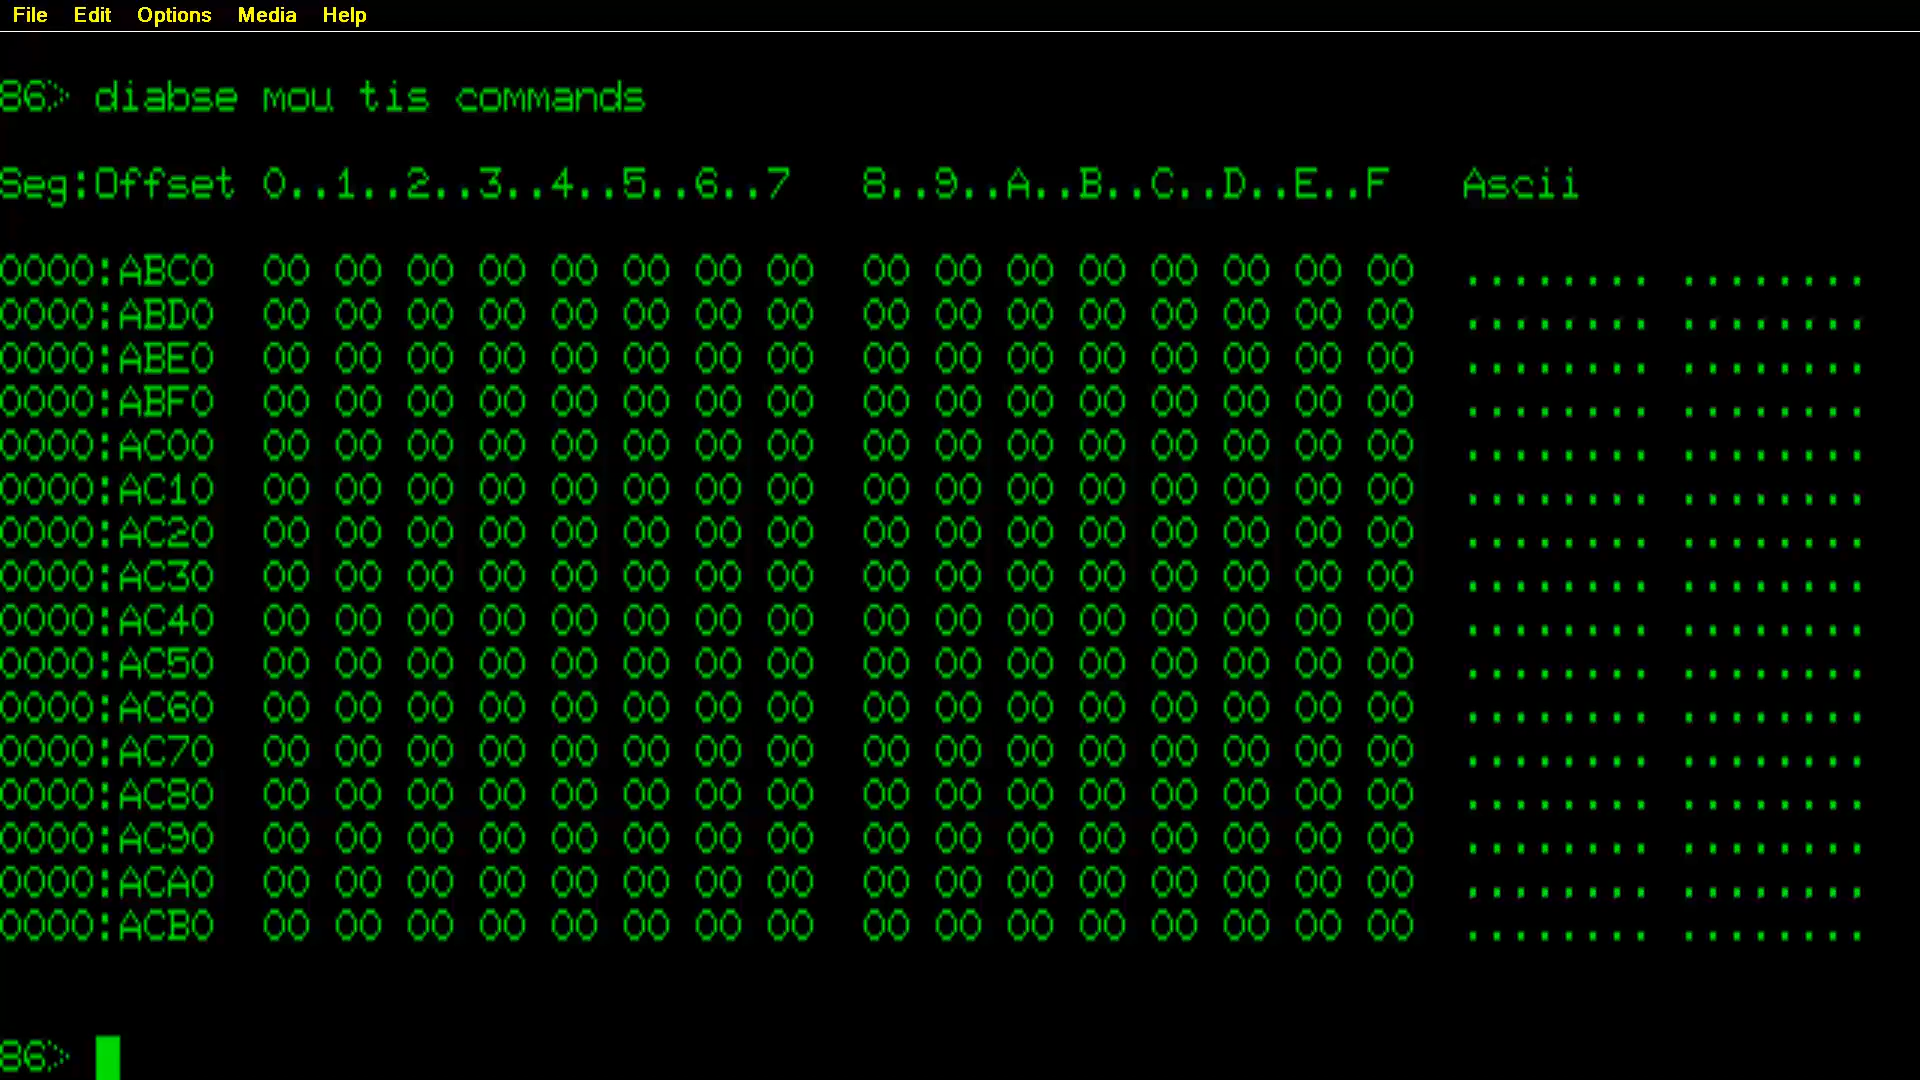 File Edit Options Media Help
86> diabse mou tis commands
Seg:Offset 0..1..2..3..4..5..6..7 8..9..A..B..C..D..E..F Ascii
0000:ABC0 00 00 00 00 00 00 00 00 00 00 00 00 00 00 00 00 ........ ........
0000:ABD0 00 00 00 00 00 00 00 00 00 00 00 00 00 00 00 00 ........ ........
0000:ABE0 00 00 00 00 00 00 00 00 00 00 00 00 00 00 00 00 ........ ........
0000:ABF0 00 00 00 00 00 00 00 00 00 00 00 00 00 00 00 00 ........ ........
0000:AC00 00 00 00 00 00 00 00 00 00 00 00 00 00 00 00 00 ........ ........
0000:AC10 00 00 00 00 00 00 00 00 00 00 00 00 00 00 00 00 ........ ........
0000:AC20 00 00 00 00 00 00 00 00 00 00 00 00 00 00 00 00 ........ ........
0000:AC30 00 00 00 00 00 00 00 00 00 00 00 00 00 00 00 00 ........ ........
0000:AC40 00 00 00 00 00 00 00 00 00 00 00 00 00 00 00 00 ........ ........
0000:AC50 00 00 00 00 00 00 00 00 00 00 00 00 00 00 00 00 ........ ........
0000:AC60 00 00 00 00 00 00 00 00 00 00 00 00 00 00 00 00 ........ ........
0000:AC70 00 00 00 00 00 00 00 00 00 00 00 00 00 00 00 00 ........ ........
0000:AC80 00 00 00 00 00 00 00 00 00 00 00 00 00 00 00 00 ........ ........
0000:AC90 00 00 00 00 00 00 00 00 00 00 00 00 00 00 00 00 ........ ........
0000:ACA0 00 00 00 00 00 00 00 00 00 00 00 00 00 00 00 00 ........ ........
0000:ACB0 00 00 00 00 00 00 00 00 00 00 00 00 00 00 00 00 ........ ........
86>